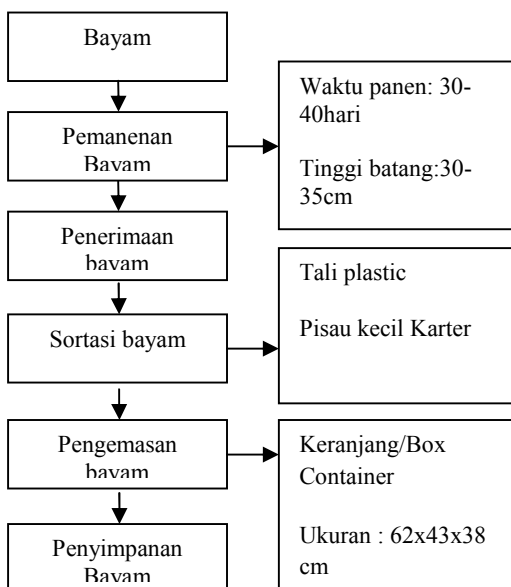 Bayam
Pemanenan
Bayam
Waktu panen: 30-
40hari
Tinggi batang:30-
35cm
Penerimaan
bayam
Sortasi bayam
Tali plastic
Pisau kecil Karter
Pengemasan
bayam
Keranjang/Box
Container
Ukuran : 62x43x38
cm
Penyimpanan
Bayam